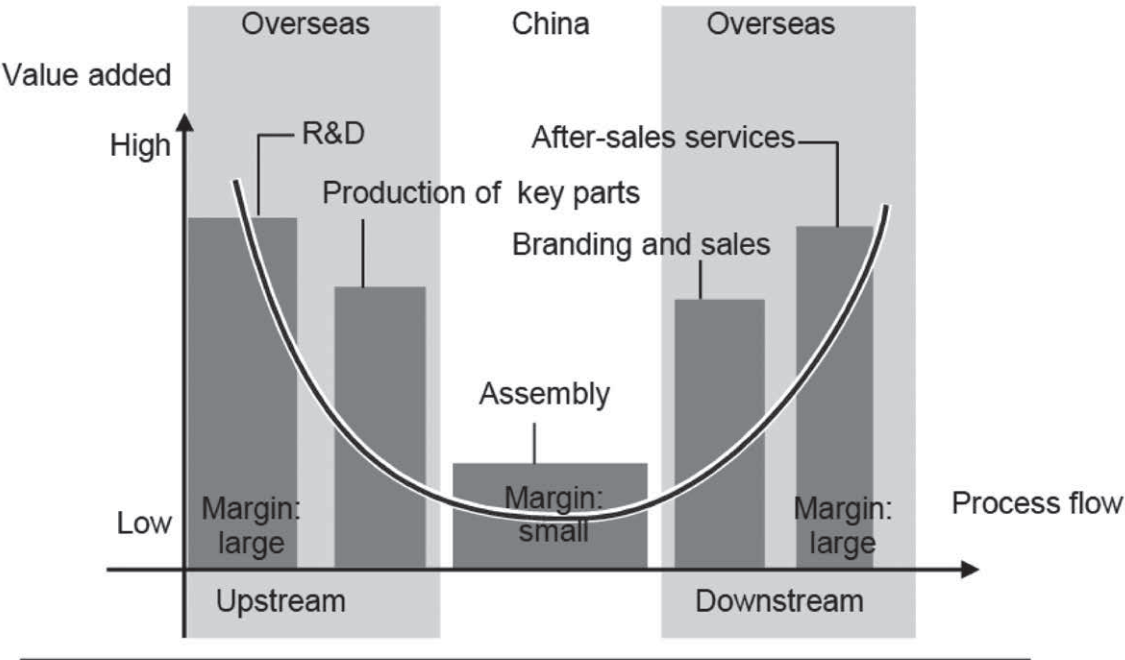 Overseas
China
Overseas
Value added
High
R&D
After-sales services
Production of key parts
Branding and sales
Assembly
Low
Margin:
large
Margin:
small
Margin:
large
Process flow
Upstream
Downstream